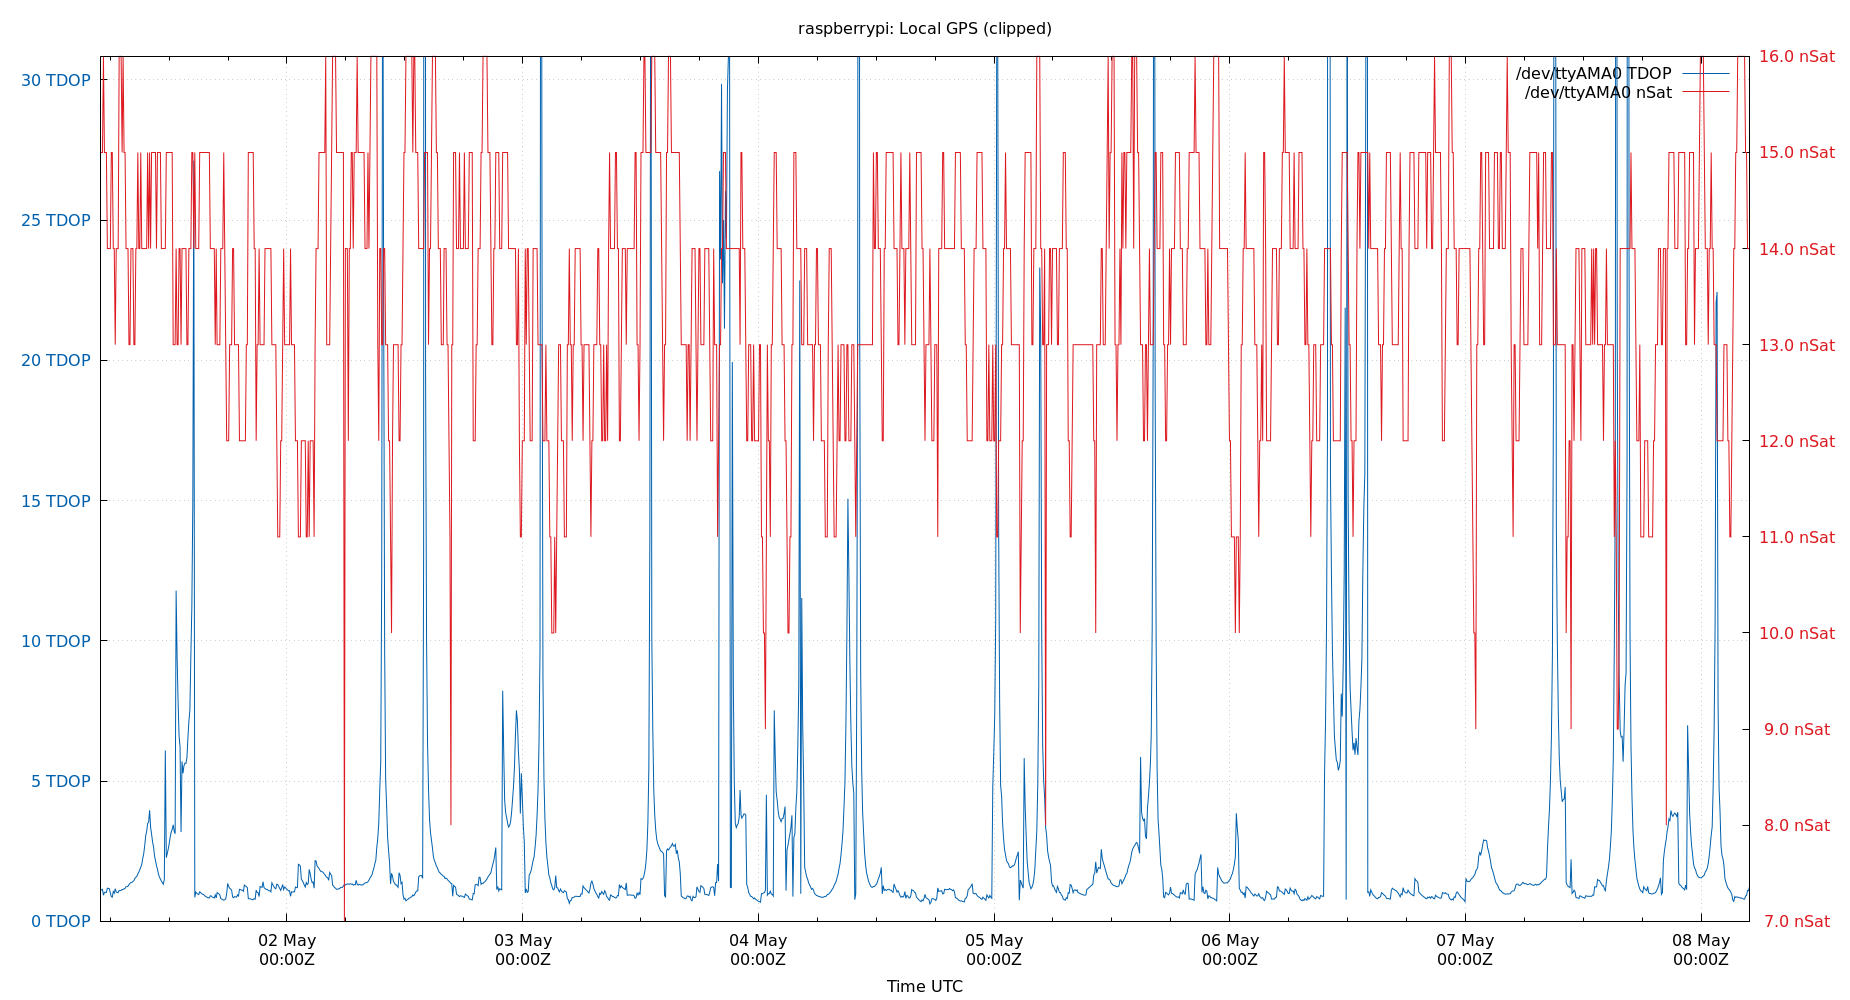 raspberrypi: Local GPS (clipped)
/dev/ttyAMA0 TDOP
/dev/ttyAMA0 nSat
30 TDOP
25 TDOP
20 TDOP
15 TDOP
10 TDOP
5 TDOP
0 TDOP
16.0 nSat
15.0 nSat
14.0 nSat
13.0 nSat
12.0 nSat
11.0 nSat
10.0 nSat
9.0 nSat
8.0 nSat
7.0 nSat
02 May
00:00Z
03 May
00:00Z
04 May
00:00Z
05 May
00:00Z
06 May
00:00Z
07 May
00:00Z
08 May
00:00Z
Time UTC